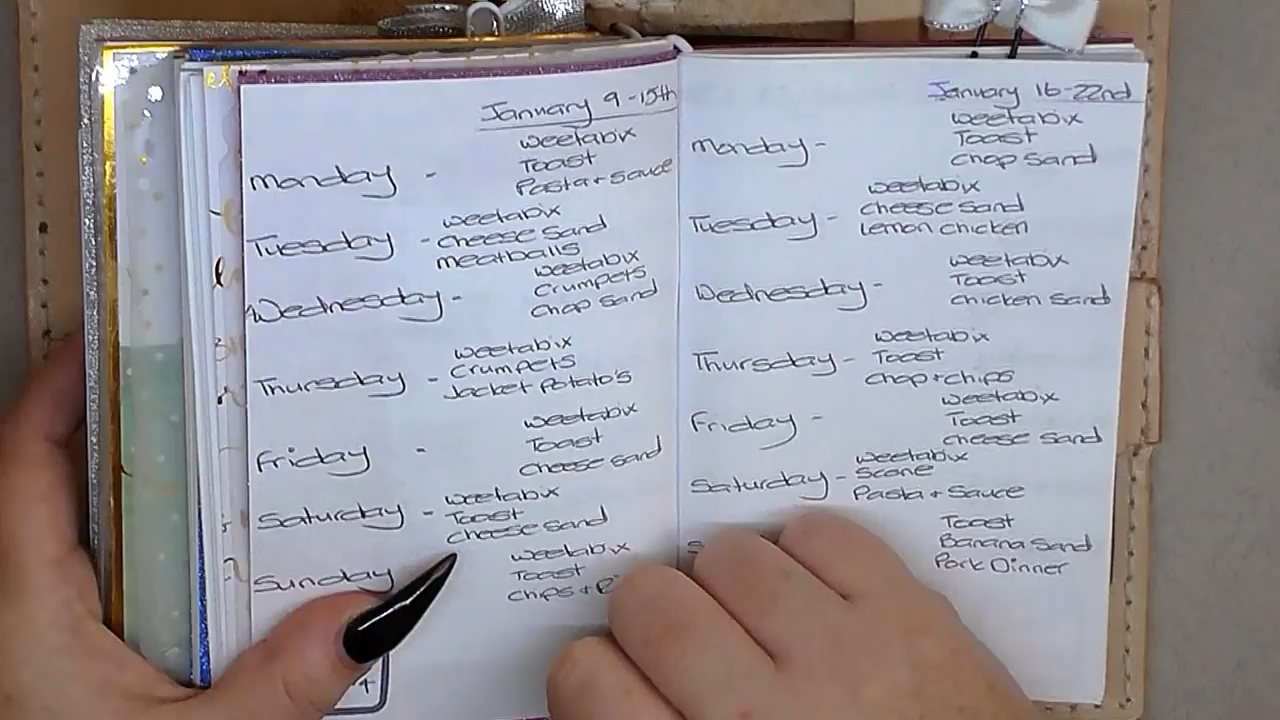 January 9-15th
Monday - weetabix
Toast
Pasta + Sauce
Tuesday - weetabix
cheese sand
meatballs
Wednesday - weetabix
crumpets
chop sand
Thursday - weetabix
crumpets
Jacket Potato's
Friday - weetabix
Toast
cheese sand
Saturday - weetabix
Toast
cheese sand
Sunday weetabix
Toast
chips +
January 16-22nd
Monday - weetabix
Toast
chop sand
Tuesday - weetabix
cheese sand
Lemon chicken
Wednesday - weetabix
Toast
chicken sand
Thursday - weetabix
Toast
chop + chips
Friday - weetabix
Toast
cheese sand
Saturday - weetabix
Scone
Pasta + Sauce
Toast
Banana sand
Pork Dinner